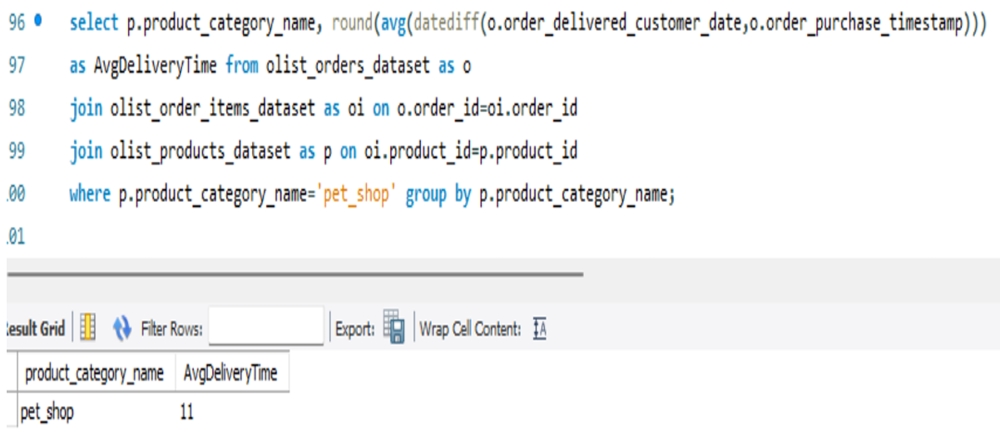 96 select p.product_category_name, round(avg(datediff(o.order_delivered_customer_date,o.order_purchase_timestamp)))
97 as AvgDeliveryTime from olist_orders_dataset as o
98 join olist_order_items_dataset as oi on o.order_id=oi.order_id
99 join olist_products_dataset as p on oi.product_id=p.product_id
.00 where p.product_category_name='pet_shop' group by p.product_category_name;
.01
esult Grid Filter Rows: Export: Wrap Cell Content: IA
product_category_name AvgDeliveryTime
pet_shop 11